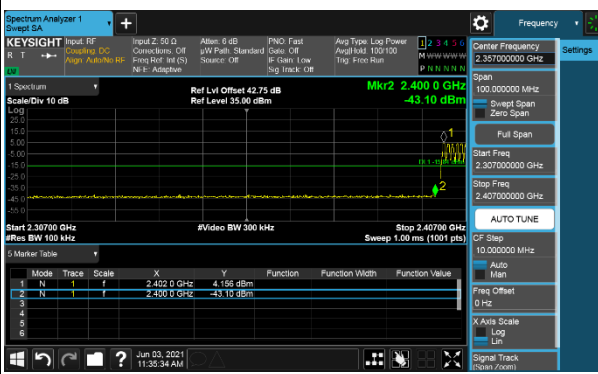 Spectrum Analyzer 1
Swept SA
+
Frequency
KEYSIGHT
R T
Input: RF
Coupling: DC
Align: Auto/No RF
Input Z: 50 Ω
Corrections: Off
Freq Ref: Int (S)
NFE: Adaptive
Atten: 6 dB
µW Path: Standard
Source: Off
PNO: Fast
Gate: Off
IF Gain: Low
Sig Track: Off
Avg Type: Log Power
Avg|Hold: 100/100
Trig: Free Run
1 2 3 4 5 6
M W W W W W
P N N N N N
Settings
Center Frequency
2.357000000 GHz
Span
100.000000 MHz
Swept Span
Zero Span
Full Span
Start Freq
2.307000 GHz
Stop Freq
2.407000000 GHz
AUTO TUNE
CF Step
10.000000 MHz
Auto
Man
Freq Offset
0 Hz
X Axis Scale
Log
Lin
Signal Track
(Span Zoom)
1 Spectrum
Scale/Div 10 dB
Log
Ref Lvl Offset 42.75 dB
Ref Level 35.00 dBm
Mkr2 2.400 0 GHz
-43.10 dBm
25.0
15.0
5.00
-5.00
-15.0
-25.0
-35.0
-45.0
-55.0
1
2
Start 2.30700 GHz
#Res BW 100 kHz
#Video BW 300 kHz
Stop 2.40700 GHz
Sweep 1.00 ms (1001 pts)
5 Marker Table
Mode Trace Scale X Y Function Function Width Function Value
1 N 1 f 2.402 0 GHz 4.156 dBm
2 N 1 f 2.400 0 GHz -43.10 dBm
3
4
5
6
?
Jun 03, 2021
11:35:34 AM